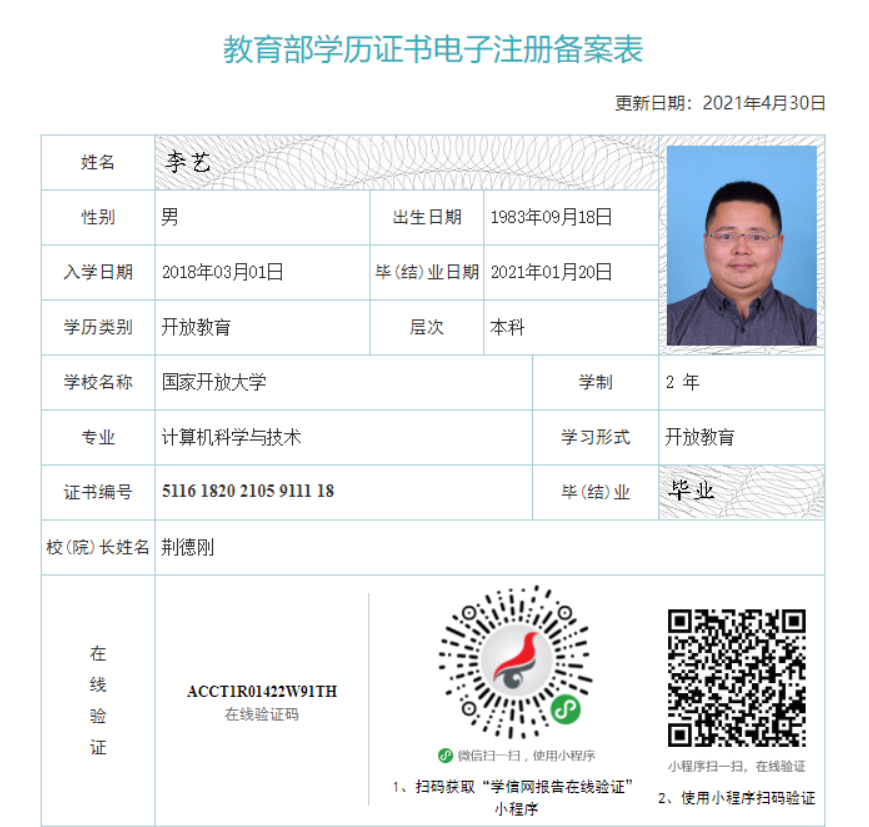 教育部学历证书电子注册备案表
更新日期：2021年4月30日
姓名 李艺
性别 男 出生日期 1983年09月18日
入学日期 2018年03月01日 毕(结)业日期 2021年01月20日
学历类别 开放教育 层次 本科
学校名称 国家开放大学 学制 2 年
专业 计算机科学与技术 学习形式 开放教育
证书编号 5116 1820 2105 9111 18 毕(结)业 毕业
校(院)长姓名 荆德刚
在线验证
ACCT1R01422W91TH
在线验证码
微信扫一扫，使用小程序
1、扫码获取“学信网报告在线验证”
小程序
小程序扫一扫，在线验证
2、使用小程序扫码验证